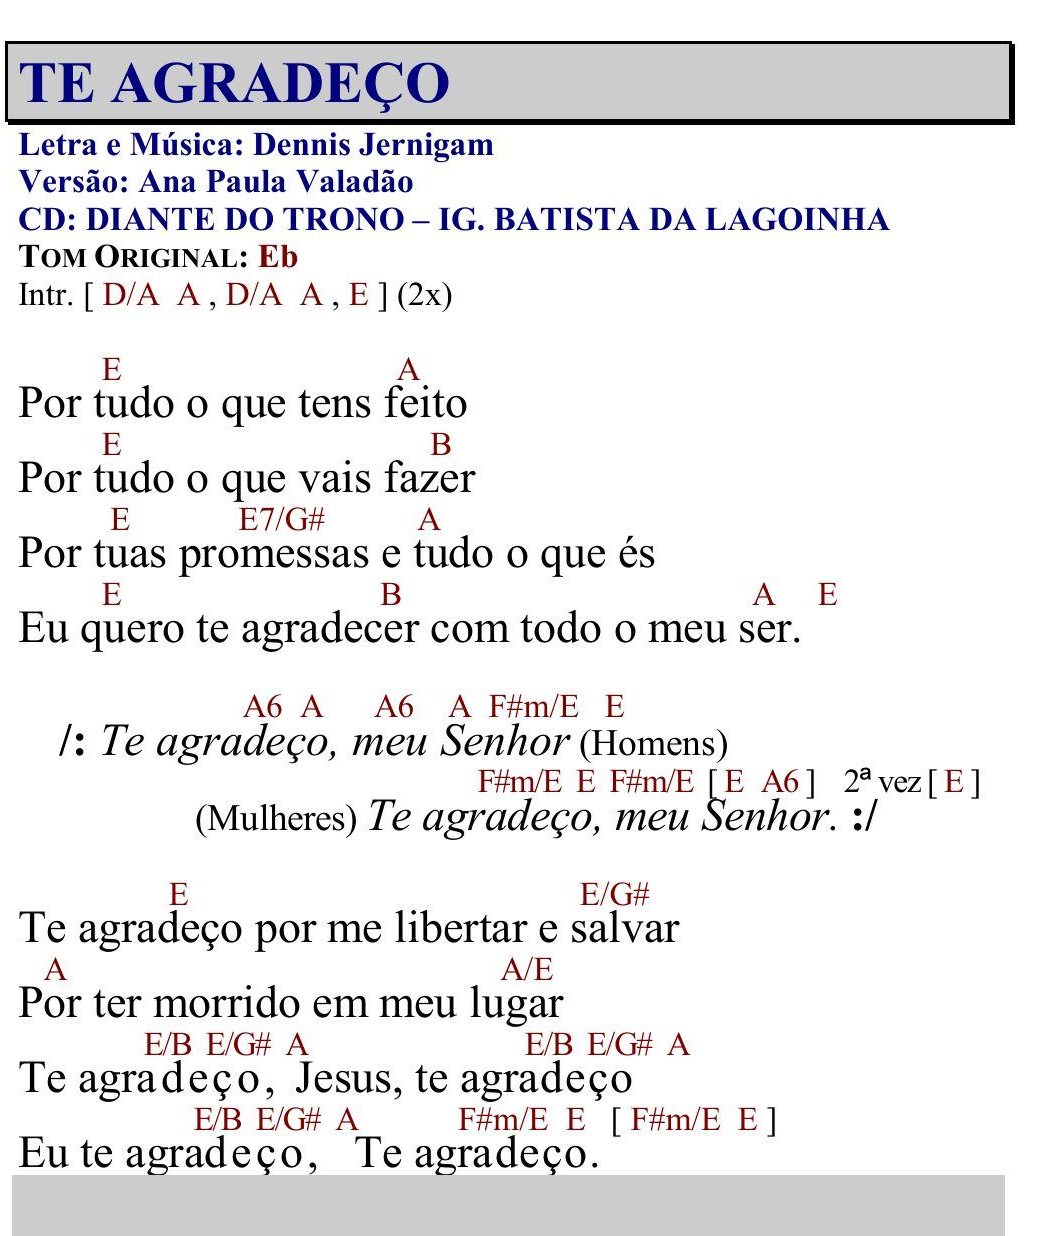 TE AGRADEÇO
Letra e Música: Dennis Jernigam
Versão: Ana Paula Valadão
CD: DIANTE DO TRONO – IG. BATISTA DA LAGOINHA
TOM ORIGINAL: Eb
Intr. [ D/A A , D/A A , E ] (2x)
E A
Por tudo o que tens feito
E B
Por tudo o que vais fazer
E E7/G# A
Por tuas promessas e tudo o que és
E B A E
Eu quero te agradecer com todo o meu ser.
A6 A A6 A F#m/E E
/: Te agradeço, meu Senhor (Homens)
F#m/E E F#m/E [ E A6 ] 2ª vez [ E ]
(Mulheres) Te agradeço, meu Senhor. :/
E E/G#
Te agradeço por me libertar e salvar
A A/E
Por ter morrido em meu lugar
E/B E/G# A E/B E/G# A
Te agradeço, Jesus, te agradeço
E/B E/G# A F#m/E E [ F#m/E E ]
Eu te agradeço, Te agradeço.